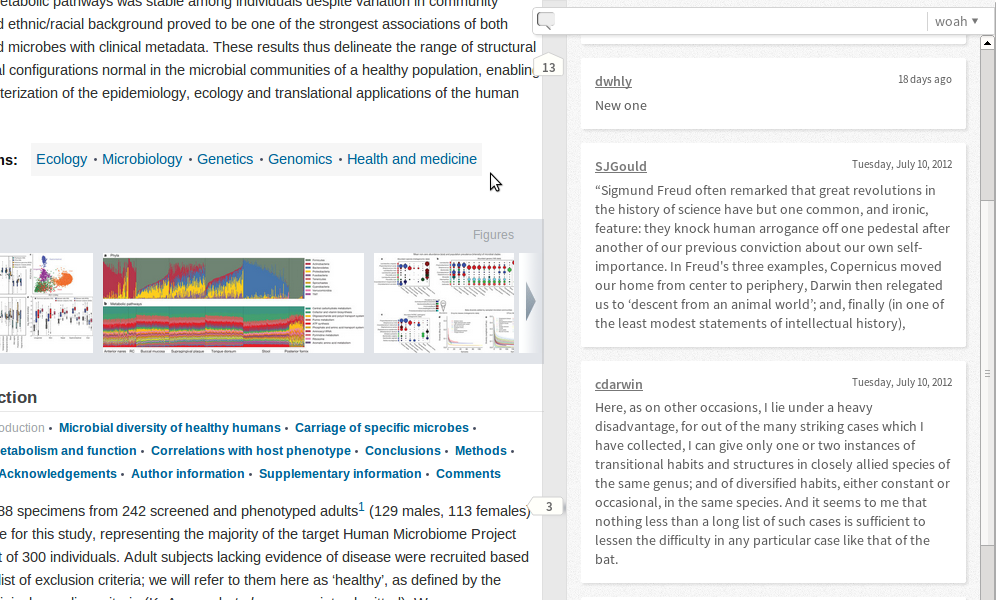 etabolic pathways was stable among individuals despite variation in community
ethnic/racial background proved to be one of the strongest associations of both
microbes with clinical metadata. These results thus delineate the range of structural
configurations normal in the microbial communities of a healthy population, enabling
terization of the epidemiology, ecology and translational applications of the human
ns: Ecology • Microbiology • Genetics • Genomics • Health and medicine
Figures
a Phyla
b Metabolic pathways
Anterior nares RC Buccal mucosa Supragingival plaque Tongue dorsum Stool Posterior fornix
ction
oduction • Microbial diversity of healthy humans • Carriage of specific microbes •
etabolism and function • Correlations with host phenotype • Conclusions • Methods •
Acknowledgements • Author information • Supplementary information • Comments
88 specimens from 242 screened and phenotyped adults1 (129 males, 113 females)
e for this study, representing the majority of the target Human Microbiome Project
t of 300 individuals. Adult subjects lacking evidence of disease were recruited based
list of exclusion criteria; we will refer to them here as ‘healthy’, as defined by the
13
3
woah ▾
dwhly 18 days ago
New one
SJGould Tuesday, July 10, 2012
“Sigmund Freud often remarked that great revolutions in
the history of science have but one common, and ironic,
feature: they knock human arrogance off one pedestal after
another of our previous conviction about our own self-
importance. In Freud's three examples, Copernicus moved
our home from center to periphery, Darwin then relegated
us to ‘descent from an animal world’; and, finally (in one of
the least modest statements of intellectual history),
cdarwin Tuesday, July 10, 2012
Here, as on other occasions, I lie under a heavy
disadvantage, for out of the many striking cases which I
have collected, I can give only one or two instances of
transitional habits and structures in closely allied species of
the same genus; and of diversified habits, either constant or
occasional, in the same species. And it seems to me that
nothing less than a long list of such cases is sufficient to
lessen the difficulty in any particular case like that of the
bat.